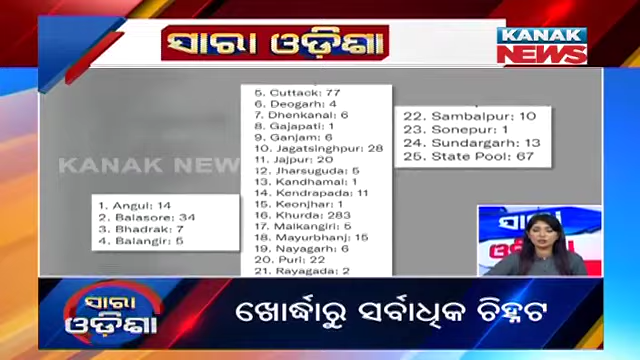 ସାରା ଓଡ଼ିଶା
KANAK
NEWS
KANAK NEWS
1. Angul: 14
2. Balasore: 34
3. Bhadrak: 7
4. Balangir: 5
5. Cuttack: 77
6. Deogarh: 4
7. Dhenkanal: 6
8. Gajapati: 1
9. Ganjam: 6
10. Jagatsinghpur: 28
11. Jajpur: 20
12. Jharsuguda: 5
13. Kandhamal: 1
14. Kendrapada: 11
15. Keonjhar: 1
16. Khurda: 283
17. Malkangiri: 5
18. Mayurbhanj: 15
19. Nayagarh: 6
20. Puri: 22
21. Rayagada: 2
22. Sambalpur: 10
23. Sonepur: 1
24. Sundargarh: 13
25. State Pool: 67
ସାରା
ଓଡ଼ିଶା
ସାରା
ଓଡ଼ିଶା
ଖୋର୍ଦ୍ଧାରୁ ସର୍ବାଧିକ ଚିହ୍ନଟ